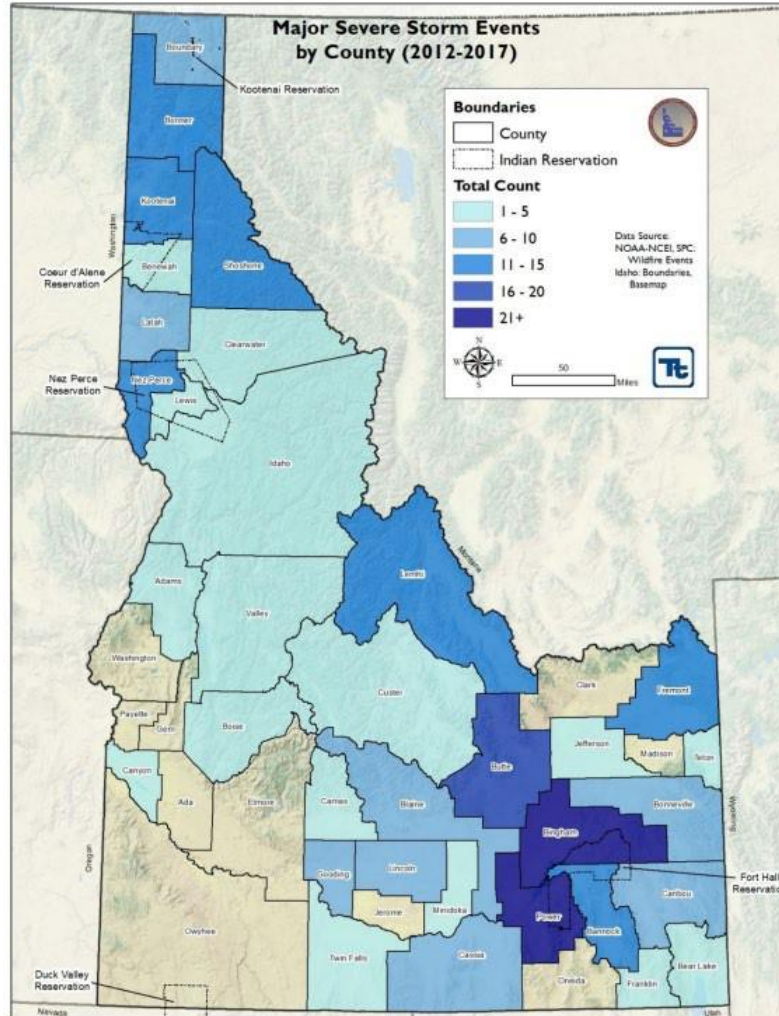 Major Severe Storm Events
by County (2012-2017)
Boundary
Kootenai Reservation
Bonner
Kootenai
Washington
Coeur d'Alene
Reservation
Benewah
Shoshone
Latah
Clearwater
Nez Perce
Reservation
Nez Perce
Lewis
Idaho
Boundaries
County
Indian Reservation
Total Count
1 - 5
6 - 10
11 - 15
16 - 20
21+
Data Source:
NOAA-NCEI, SPC:
Wildfire Events
Idaho: Boundaries,
Basemap
N
W
E
S
50
Miles
Lemhi
Montana
Adams
Valley
Washington
Custer
Clark
Fremont
Payette
Gem
Boise
Butte
Jefferson
Madison
Teton
Canyon
Ada
Elmore
Camas
Blaine
Bonneville
Wyoming
Bingham
Oregon
Gooding
Lincoln
Fort Hall
Reservation
Caribou
Jerome
Minidoka
Power
Bannock
Owyhee
Twin Falls
Cassia
Oneida
Franklin
Bear Lake
Duck Valley
Reservation
Nevada
Utah